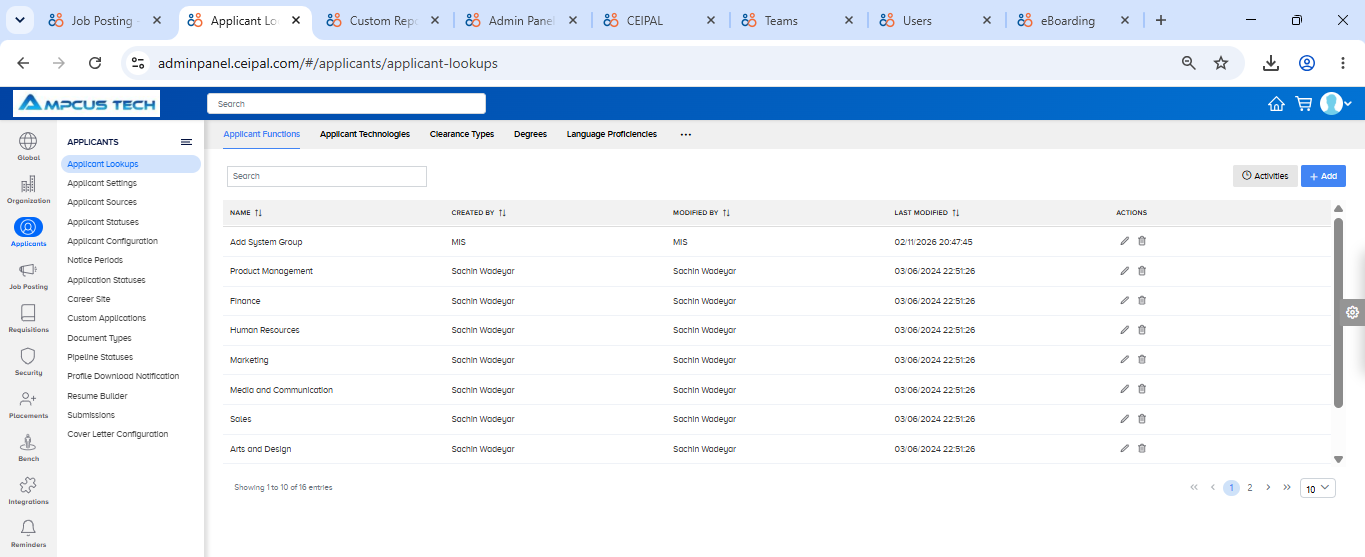 Job Posting
Applicant Lo
Custom Repo
Admin Panel
CEIPAL
Teams
Users
eBoarding
adminpanel.ceipal.com/#/applicants/applicant-lookups
AMPCUS TECH
Search
Global
Organization
Applicants
Job Posting
Requisitions
Security
Placements
Bench
Integrations
Reminders
APPLICANTS
Applicant Lookups
Applicant Settings
Applicant Sources
Applicant Statuses
Applicant Configuration
Notice Periods
Application Statuses
Career Site
Custom Applications
Document Types
Pipeline Statuses
Profile Download Notification
Resume Builder
Submissions
Cover Letter Configuration
Applicant Functions Applicant Technologies Clearance Types Degrees Language Proficiencies ...
Search
Activities
+ Add
NAME CREATED BY MODIFIED BY LAST MODIFIED ACTIONS
Add System Group MIS MIS 02/11/2026 20:47:45
Product Management Sachin Wadeyar Sachin Wadeyar 03/06/2024 22:51:26
Finance Sachin Wadeyar Sachin Wadeyar 03/06/2024 22:51:26
Human Resources Sachin Wadeyar Sachin Wadeyar 03/06/2024 22:51:26
Marketing Sachin Wadeyar Sachin Wadeyar 03/06/2024 22:51:26
Media and Communication Sachin Wadeyar Sachin Wadeyar 03/06/2024 22:51:26
Sales Sachin Wadeyar Sachin Wadeyar 03/06/2024 22:51:26
Arts and Design Sachin Wadeyar Sachin Wadeyar 03/06/2024 22:51:26
Showing 1 to 10 of 16 entries
« ‹ 1 2 › » 10